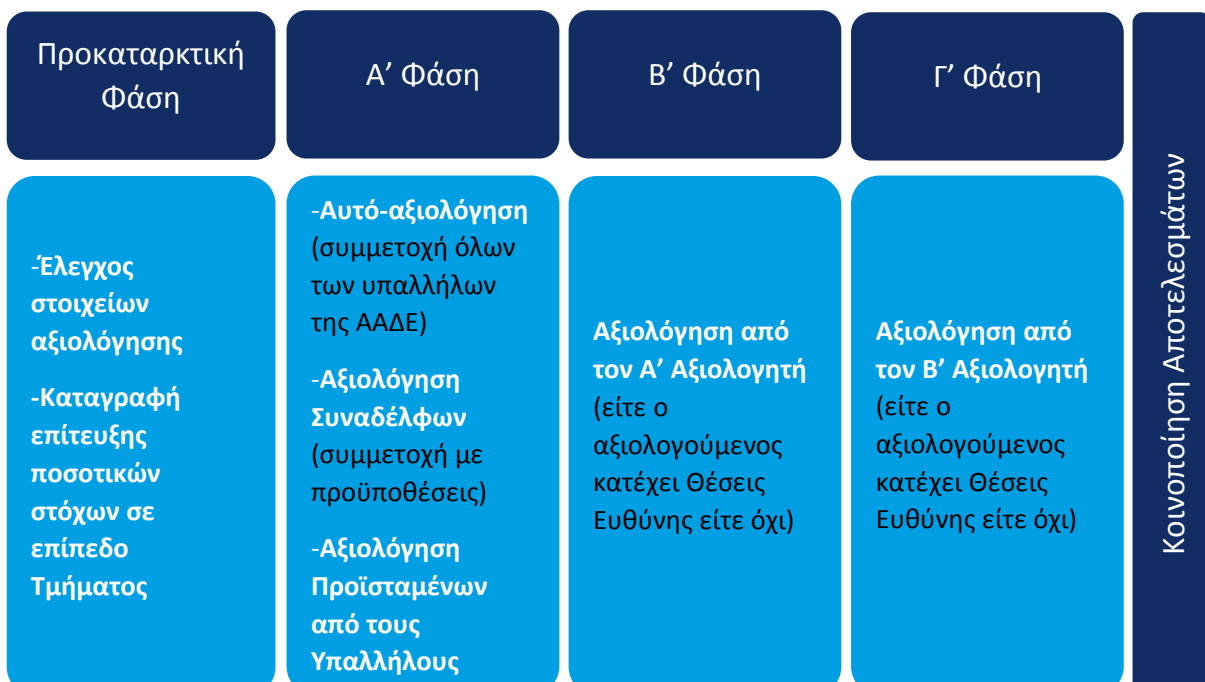 Προκαταρκτική
Φάση
-Έλεγχος
στοιχείων
αξιολόγησης
-Καταγραφή
επίτευξης
ποσοτικών
στόχων σε
επίπεδο
Τμήματος
Α’ Φάση
-Αυτό-αξιολόγηση
(συμμετοχή όλων
των υπαλλήλων
της ΑΑΔΕ)
-Αξιολόγηση
Συναδέλφων
(συμμετοχή με
προϋποθέσεις)
-Αξιολόγηση
Προϊσταμένων
από τους
Υπαλλήλους
Β’ Φάση
Αξιολόγηση από
τον Α’ Αξιολογητή
(είτε ο
αξιολογούμενος
κατέχει Θέσεις
Ευθύνης είτε όχι)
Γ’ Φάση
Αξιολόγηση από
τον Β’ Αξιολογητή
(είτε ο
αξιολογούμενος
κατέχει Θέσεις
Ευθύνης είτε όχι)
Κοινοποίηση Αποτελεσμάτων